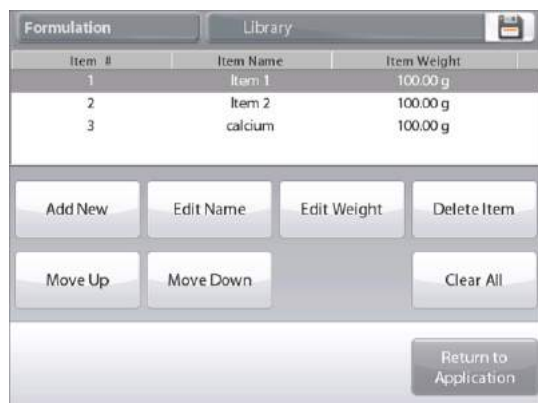 Formulation Library
Item # Item Name Item Weight
1 Item 1 100.00 g
2 Item 2 100.00 g
3 calcium 100.00 g
Add New Edit Name Edit Weight Delete Item
Move Up Move Down Clear All
Return to
Application